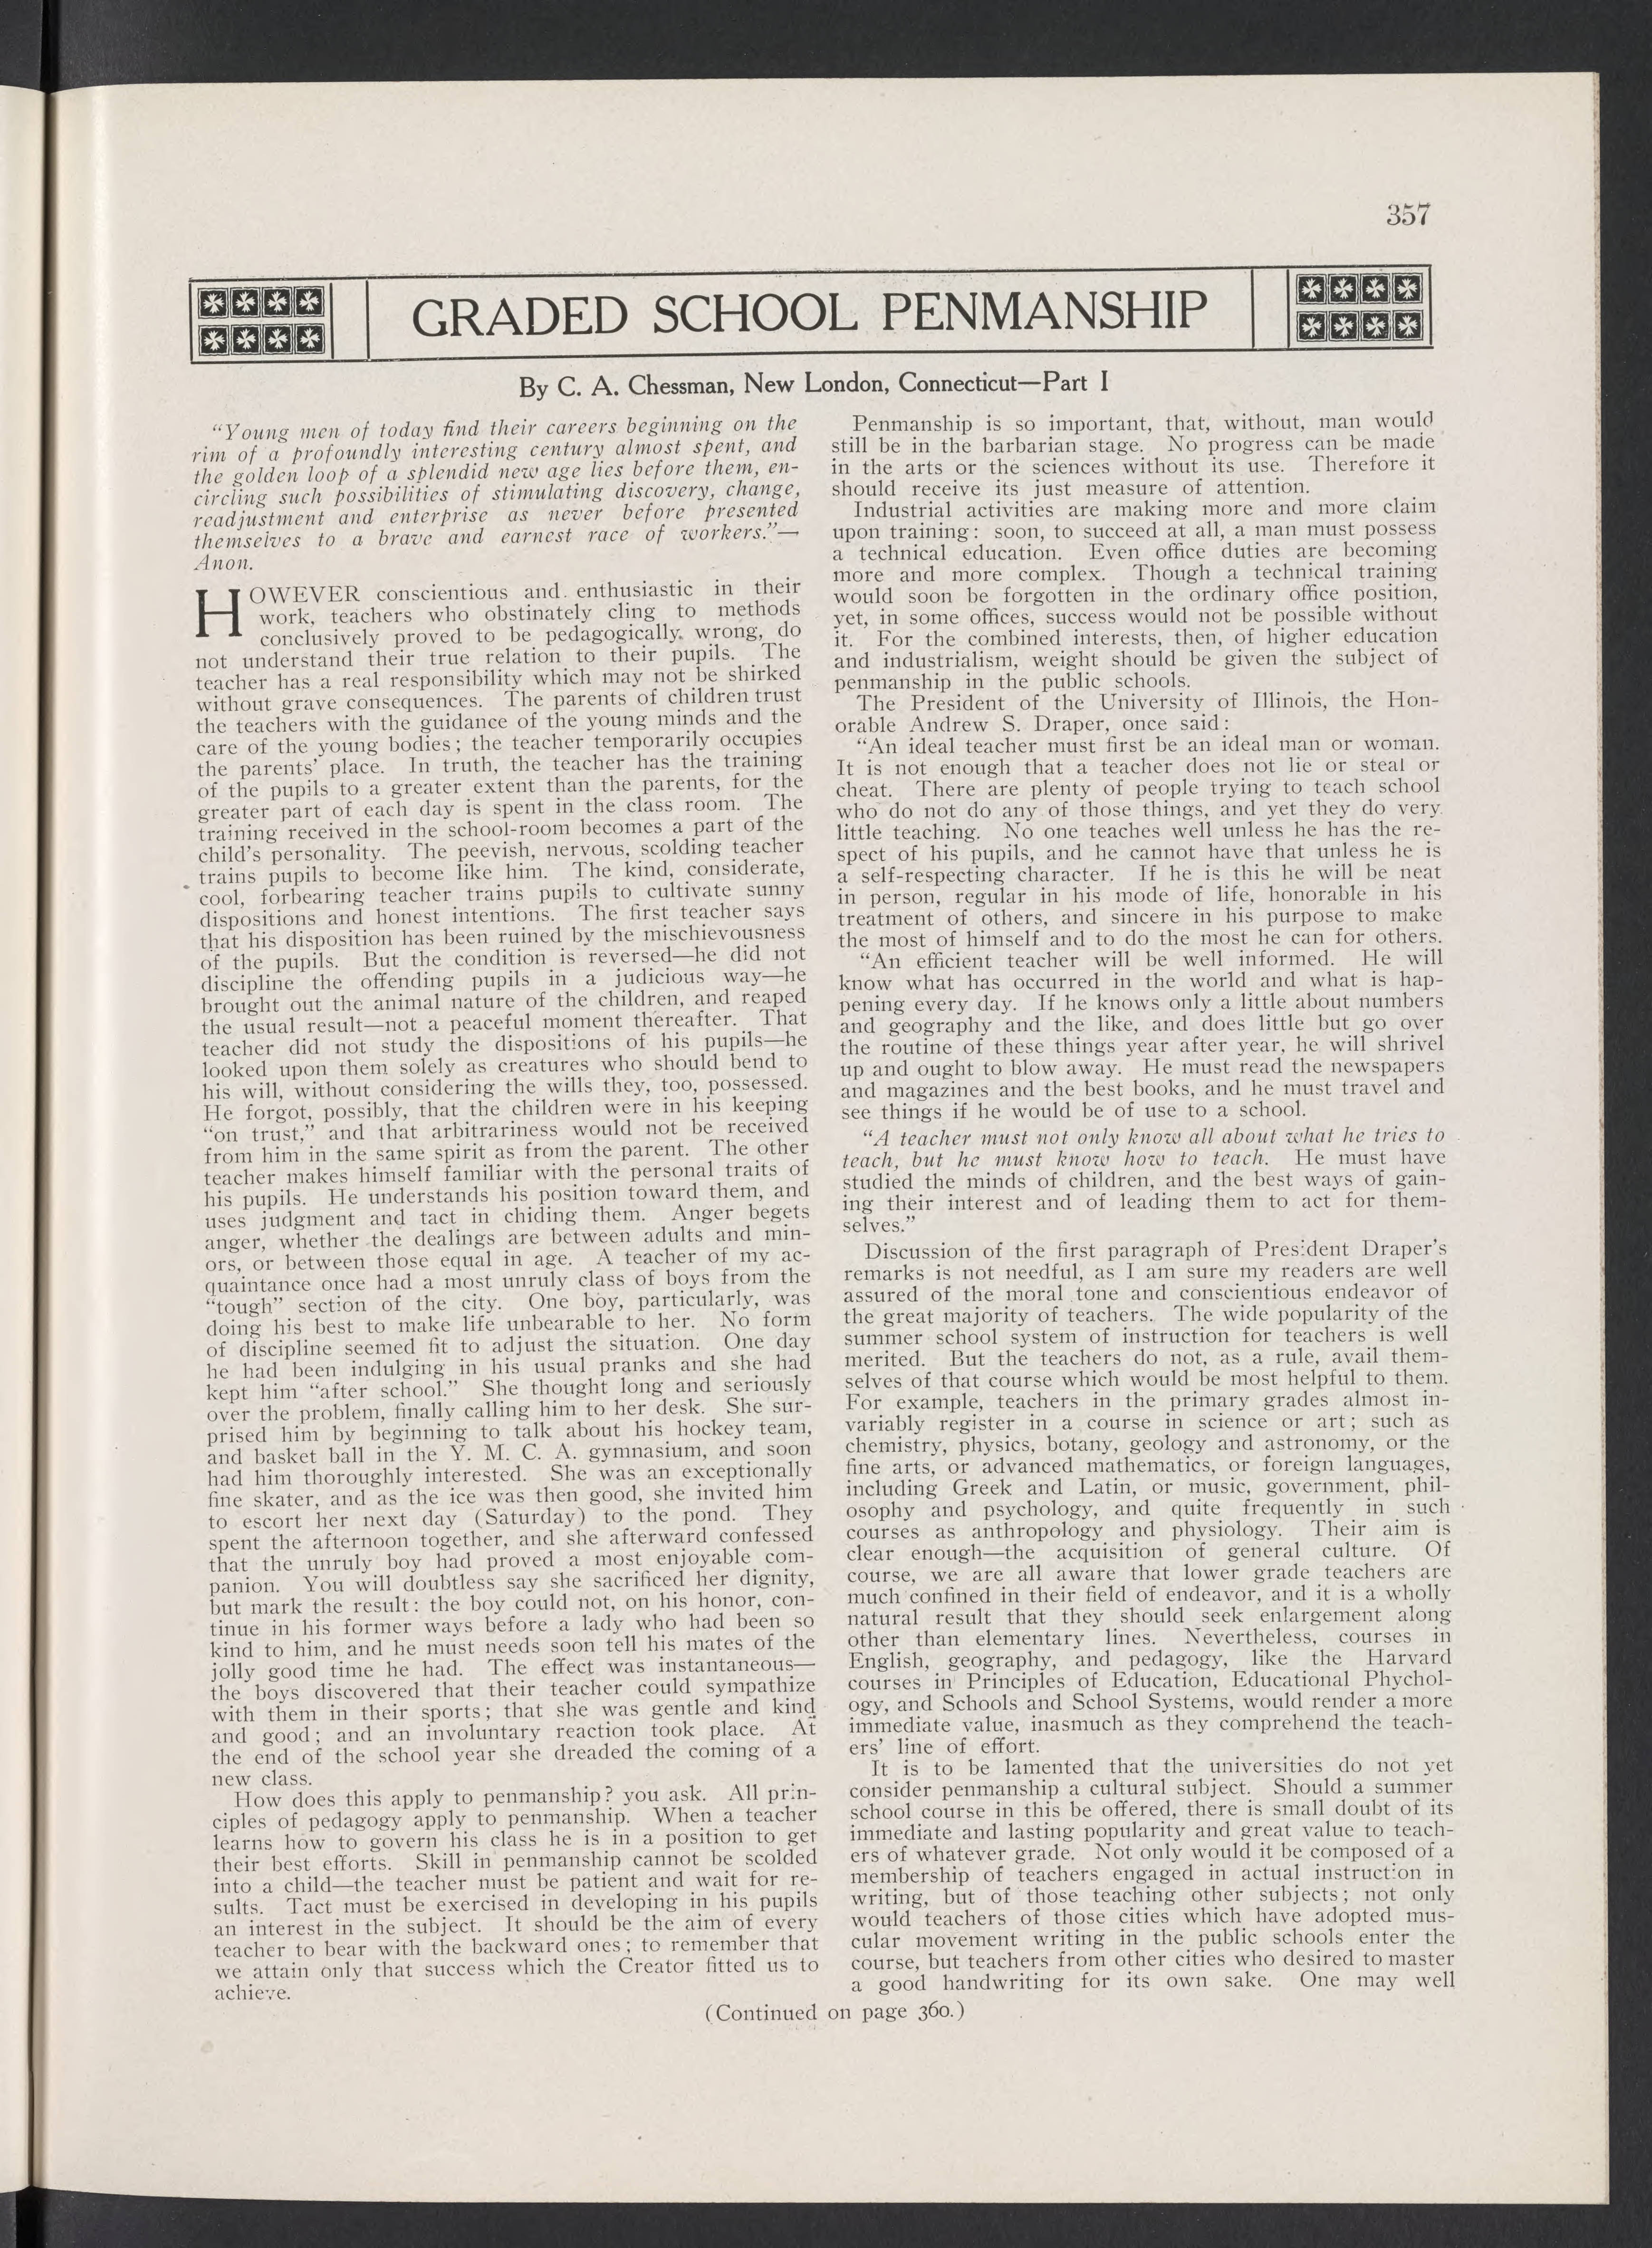 357
GRADED SCHOOL PENMANSHIP
By C. A. Chessman, New London, Connecticut—Part I
“Young men of today find their careers beginning on the
rim of a profoundly interesting century almost spent, and
the golden loop of a splendid new age lies before them, en-
circling such possibilities of stimulating discovery, change,
readjustment and enterprise as never before presented
themselves to a brave and earnest race of workers.”—
Anon.
HOWEVER conscientious and enthusiastic in their
work, teachers who obstinately cling to methods
conclusively proved to be pedagogically wrong, do
not understand their true relation to their pupils. The
teacher has a real responsibility which may not be shirked
without grave consequences. The parents of children trust
the teachers with the guidance of the young minds and the
care of the young bodies; the teacher temporarily occupies
the parents’ place. In truth, the teacher has the training
of the pupils to a greater extent than the parents, for the
greater part of each day is spent in the class room. The
training received in the school-room becomes a part of the
child’s personality. The peevish, nervous, scolding teacher
trains pupils to become like him. The kind, considerate,
cool, forbearing teacher trains pupils to cultivate sunny
dispositions and honest intentions. The first teacher says
that his disposition has been ruined by the mischievousness
of the pupils. But the condition is reversed—he did not
discipline the offending pupils in a judicious way—he
brought out the animal nature of the children, and reaped
the usual result—not a peaceful moment thereafter. That
teacher did not study the dispositions of his pupils—he
looked upon them solely as creatures who should bend to
his will, without considering the wills they, too, possessed.
He forgot, possibly, that the children were in his keeping
“on trust,” and that arbitrariness would not be received
from him in the same spirit as from the parent. The other
teacher makes himself familiar with the personal traits of
his pupils. He understands his position toward them, and
uses judgment and tact in chiding them. Anger begets
anger, whether the dealings are between adults and min-
ors, or between those equal in age. A teacher of my ac-
quaintance once had a most unruly class of boys from the
“tough” section of the city. One boy, particularly, was
doing his best to make life unbearable to her. No form
of discipline seemed fit to adjust the situation. One day
he had been indulging in his usual pranks and she had
kept him “after school.” She thought long and seriously
over the problem, finally calling him to her desk. She sur-
prised him by beginning to talk about his hockey team,
and basket ball in the Y. M. C. A. gymnasium, and soon
had him thoroughly interested. She was an exceptionally
fine skater, and as the ice was then good, she invited him
to escort her next day (Saturday) to the pond. They
spent the afternoon together, and she afterward confessed
that the unruly boy had proved a most enjoyable com-
panion. You will doubtless say she sacrificed her dignity,
but mark the result: the boy could not, on his honor, con-
tinue in his former ways before a lady who had been so
kind to him, and he must needs soon tell his mates of the
jolly good time he had. The effect was instantaneous—
the boys discovered that their teacher could sympathize
with them in their sports; that she was gentle and kind
and good; and an involuntary reaction took place. At
the end of the school year she dreaded the coming of a
new class.
How does this apply to penmanship? you ask. All prin-
ciples of pedagogy apply to penmanship. When a teacher
learns how to govern his class he is in a position to get
their best efforts. Skill in penmanship cannot be scolded
into a child—the teacher must be patient and wait for re-
sults. Tact must be exercised in developing in his pupils
an interest in the subject. It should be the aim of every
teacher to bear with the backward ones; to remember that
we attain only that success which the Creator fitted us to
achieve.
Penmanship is so important, that, without, man would
still be in the barbarian stage. No progress can be made
in the arts or the sciences without its use. Therefore it
should receive its just measure of attention.
Industrial activities are making more and more claim
upon training: soon, to succeed at all, a man must possess
a technical education. Even office duties are becoming
more and more complex. Though a technical training
would soon be forgotten in the ordinary office position,
yet, in some offices, success would not be possible without
it. For the combined interests, then, of higher education
and industrialism, weight should be given the subject of
penmanship in the public schools.
The President of the University of Illinois, the Hon-
orable Andrew S. Draper, once said:
“An ideal teacher must first be an ideal man or woman.
It is not enough that a teacher does not lie or steal or
cheat. There are plenty of people trying to teach school
who do not do any of those things, and yet they do very
little teaching. No one teaches well unless he has the re-
spect of his pupils, and he cannot have that unless he is
a self-respecting character. If he is this he will be neat
in person, regular in his mode of life, honorable in his
treatment of others, and sincere in his purpose to make
the most of himself and to do the most he can for others.
“An efficient teacher will be well informed. He will
know what has occurred in the world and what is hap-
pening every day. If he knows only a little about numbers
and geography and the like, and does little but go over
the routine of these things year after year, he will shrivel
up and ought to blow away. He must read the newspapers
and magazines and the best books, and he must travel and
see things if he would be of use to a school.
“A teacher must not only know all about what he tries to
teach, but he must know how to teach. He must have
studied the minds of children, and the best ways of gain-
ing their interest and of leading them to act for them-
selves.”
Discussion of the first paragraph of President Draper’s
remarks is not needful, as I am sure my readers are well
assured of the moral tone and conscientious endeavor of
the great majority of teachers. The wide popularity of the
summer school system of instruction for teachers is well
merited. But the teachers do not, as a rule, avail them-
selves of that course which would be most helpful to them.
For example, teachers in the primary grades almost in-
variably register in a course in science or art; such as
chemistry, physics, botany, geology and astronomy, or the
fine arts, or advanced mathematics, or foreign languages,
including Greek and Latin, or music, government, phil-
osophy and psychology, and quite frequently in such
courses as anthropology and physiology. Their aim is
clear enough—the acquisition of general culture. Of
course, we are all aware that lower grade teachers are
much confined in their field of endeavor, and it is a wholly
natural result that they should seek enlargement along
other than elementary lines. Nevertheless, courses in
English, geography, and pedagogy, like the Harvard
courses in Principles of Education, Educational Phychol-
ogy, and Schools and School Systems, would render a more
immediate value, inasmuch as they comprehend the teach-
ers’ line of effort.
It is to be lamented that the universities do not yet
consider penmanship a cultural subject. Should a summer
school course in this be offered, there is small doubt of its
immediate and lasting popularity and great value to teach-
ers of whatever grade. Not only would it be composed of a
membership of teachers engaged in actual instruction in
writing, but of those teaching other subjects; not only
would teachers of those cities which have adopted mus-
cular movement writing in the public schools enter the
course, but teachers from other cities who desired to master
a good handwriting for its own sake. One may well
(Continued on page 360.)